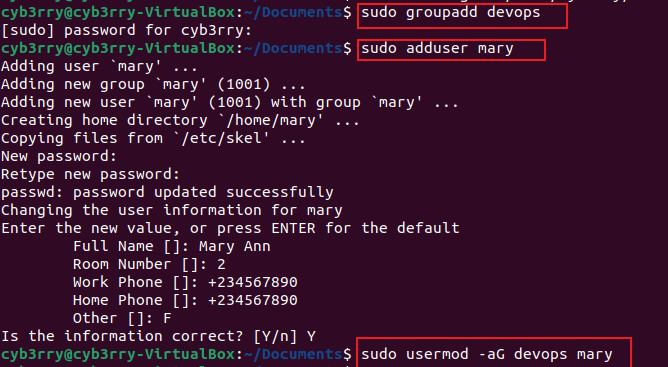 cyb3rry@cyb3rry-VirtualBox:~/Documents$ sudo groupadd devops
[sudo] password for cyb3rry:
cyb3rry@cyb3rry-VirtualBox:~/Documents$ sudo adduser mary
Adding user `mary' ...
Adding new group `mary' (1001) ...
Adding new user `mary' (1001) with group `mary' ...
Creating home directory `/home/mary' ...
Copying files from `/etc/skel' ...
New password:
Retype new password:
passwd: password updated successfully
Changing the user information for mary
Enter the new value, or press ENTER for the default
        Full Name []: Mary Ann
        Room Number []: 2
        Work Phone []: +234567890
        Home Phone []: +234567890
        Other []: F
Is the information correct? [Y/n] Y
cyb3rry@cyb3rry-VirtualBox:~/Documents$ sudo usermod -aG devops mary